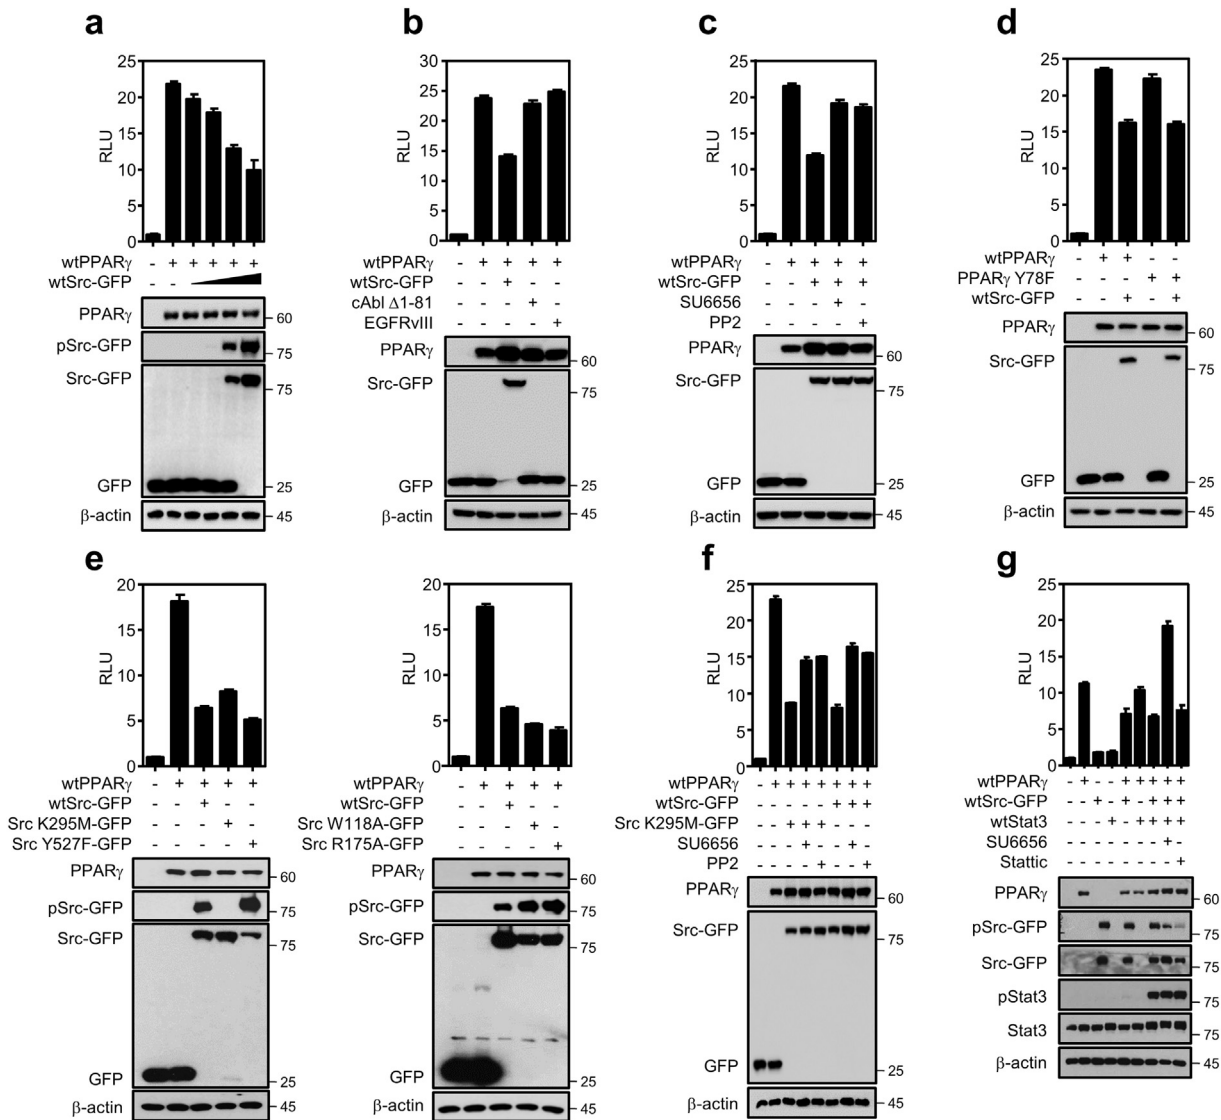 a
25
20
15
10
5
0
RLU
wtPPARγ - + + + + +
wtSrc-GFP -
PPARγ 60
pSrc-GFP 75
Src-GFP 75
GFP 25
β-actin 45
b
30
25
20
15
10
5
0
RLU
wtPPARγ - + + + +
wtSrc-GFP - - + - -
cAbl Δ1-81 - - - + -
EGFRvIII - - - - +
PPARγ 60
Src-GFP 75
GFP 25
β-actin 45
c
25
20
15
10
5
0
RLU
wtPPARγ - + + + +
wtSrc-GFP - - + + +
SU6656 - - - + -
PP2 - - - - +
PPARγ 60
Src-GFP 75
GFP 25
β-actin 45
d
25
20
15
10
5
0
RLU
wtPPARγ - + + - -
PPARγ Y78F - - - + +
wtSrc-GFP - - + - +
PPARγ 60
Src-GFP 75
GFP 25
β-actin 45
e
20
15
10
5
0
RLU
wtPPARγ - + + + +
wtSrc-GFP - - + - -
Src K295M-GFP - - - + -
Src Y527F-GFP - - - - +
PPARγ 60
pSrc-GFP 75
Src-GFP 75
GFP 25
β-actin 45
20
15
10
5
0
RLU
wtPPARγ - + + + +
wtSrc-GFP - - + - -
Src W118A-GFP - - - + -
Src R175A-GFP - - - - +
PPARγ 60
pSrc-GFP 75
Src-GFP 75
GFP 25
β-actin 45
f
25
20
15
10
5
0
RLU
wtPPARγ - + + + + + + +
wtSrc-GFP - - - - - + + +
Src K295M-GFP - - + + + - - -
SU6656 - - - + - - + -
PP2 - - - - + - - +
PPARγ 60
Src-GFP 75
GFP 25
β-actin 45
g
25
20
15
10
5
0
RLU
wtPPARγ - + - - + + + + +
wtSrc-GFP - - + - + - + + +
wtStat3 - - - + - + + + +
SU6656 - - - - - - - + -
Stattic - - - - - - - - +
PPARγ 60
pSrc-GFP 75
Src-GFP 75
pStat3 75
Stat3 75
β-actin 45